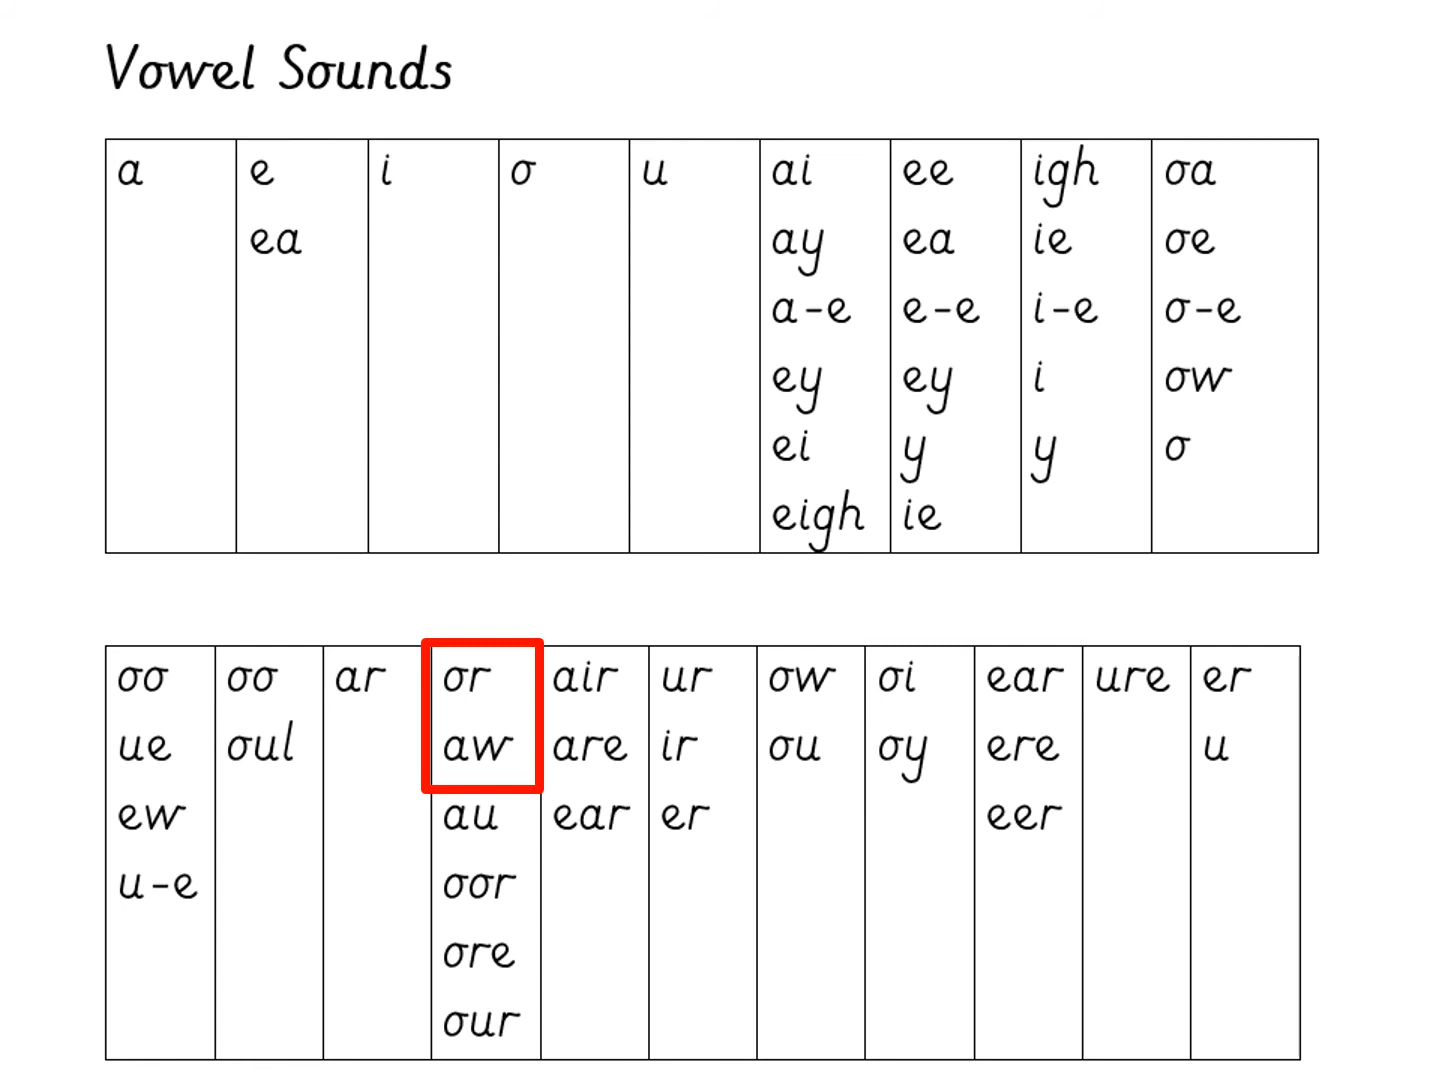 Vowel Sounds
a e i o u ai ee igh oa
ea ay ea ie oe
a-e e-e i-e o-e
ey ey i ow
ei y y o
eigh ie
oo oo ar or air ur ow oi ear ure er
ue oul aw are ir ou oy ere u
ew au ear er eer
u-e oor
ore
our